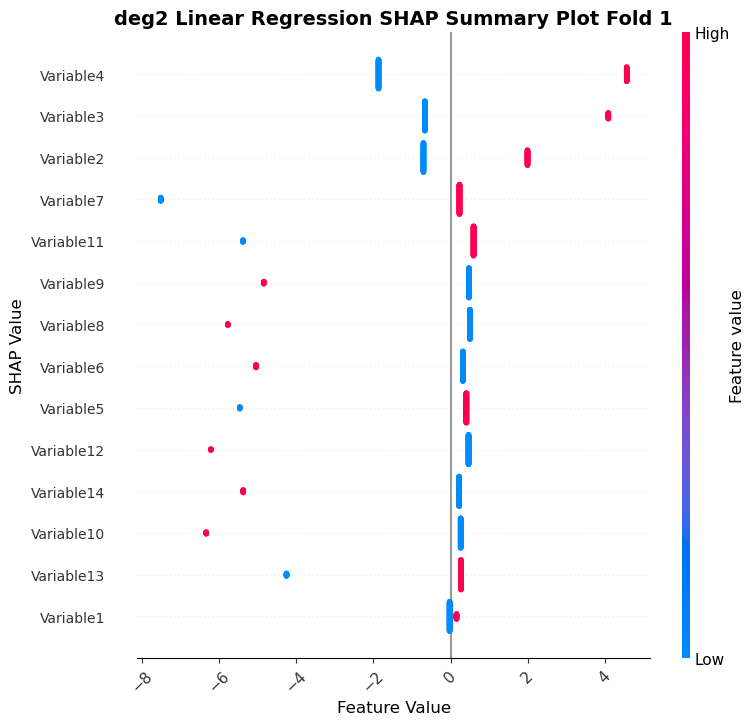 deg2 Linear Regression SHAP Summary Plot Fold 1
High
Variable4
Variable3
Variable2
Variable7
Variable11
Variable9
Variable8
Variable6
Variable5
Variable12
Variable14
Variable10
Variable13
Variable1
SHAP Value
Feature value
Low
−8 −6 −4 −2 0 2 4
Feature Value